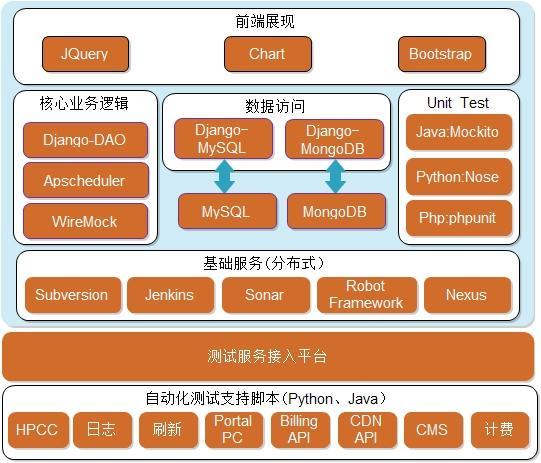 前端展现
JQuery
Chart
Bootstrap
核心业务逻辑
Django-DAO
Apscheduler
WireMock
数据访问
Django-
MySQL
Django-
MongoDB
MySQL
MongoDB
Unit Test
Java:Mockito
Python:Nose
Php:phpunit
基础服务(分布式)
Subversion
Jenkins
Sonar
Robot
Framework
Nexus
测试服务接入平台
自动化测试支持脚本(Python、Java)
HPCC
日志
刷新
Portal
PC
Billing
API
CDN
API
CMS
计费